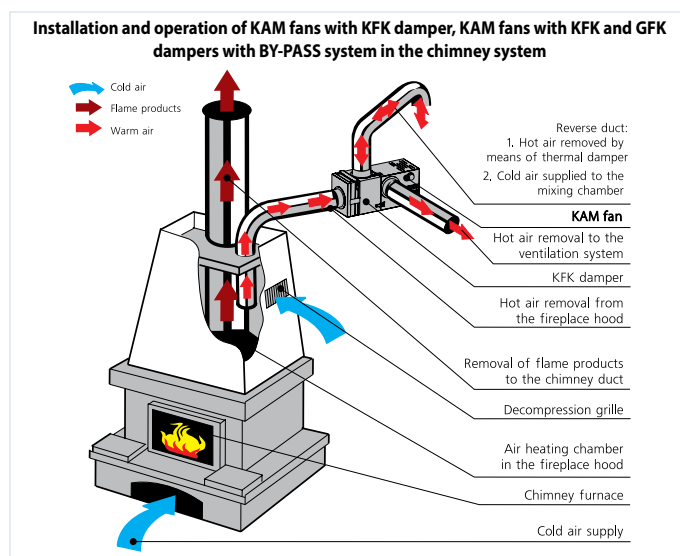 Installation and operation of KAM fans with KFK damper, KAM fans with KFK and GFK
dampers with BY-PASS system in the chimney system
Cold air
Flame products
Warm air
Reverse duct:
1. Hot air removed by
means of thermal damper
2. Cold air supplied to the
mixing chamber
KAM fan
Hot air removal to the
ventilation system
KFK damper
Hot air removal from
the fireplace hood
Removal of flame products
to the chimney duct
Decompression grille
Air heating chamber
in the fireplace hood
Chimney furnace
Cold air supply